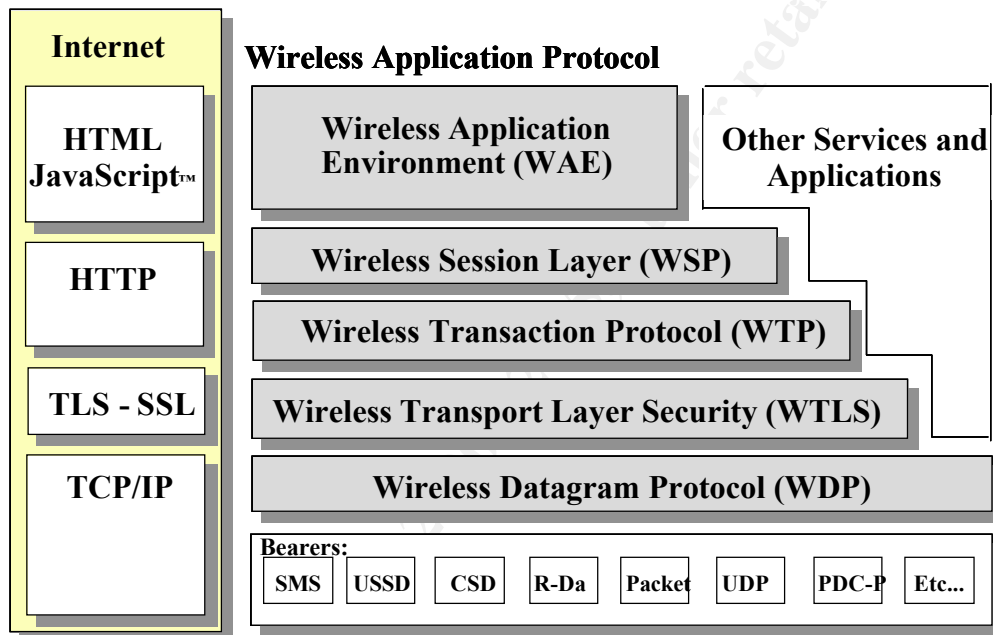 Internet
HTML
JavaScript™
HTTP
TLS - SSL
TCP/IP
Wireless Application Protocol
Wireless Application
Environment (WAE)
Other Services and
Applications
Wireless Session Layer (WSP)
Wireless Transaction Protocol (WTP)
Wireless Transport Layer Security (WTLS)
Wireless Datagram Protocol (WDP)
Bearers:
SMS USSD CSD R-Da Packet UDP PDC-P Etc...